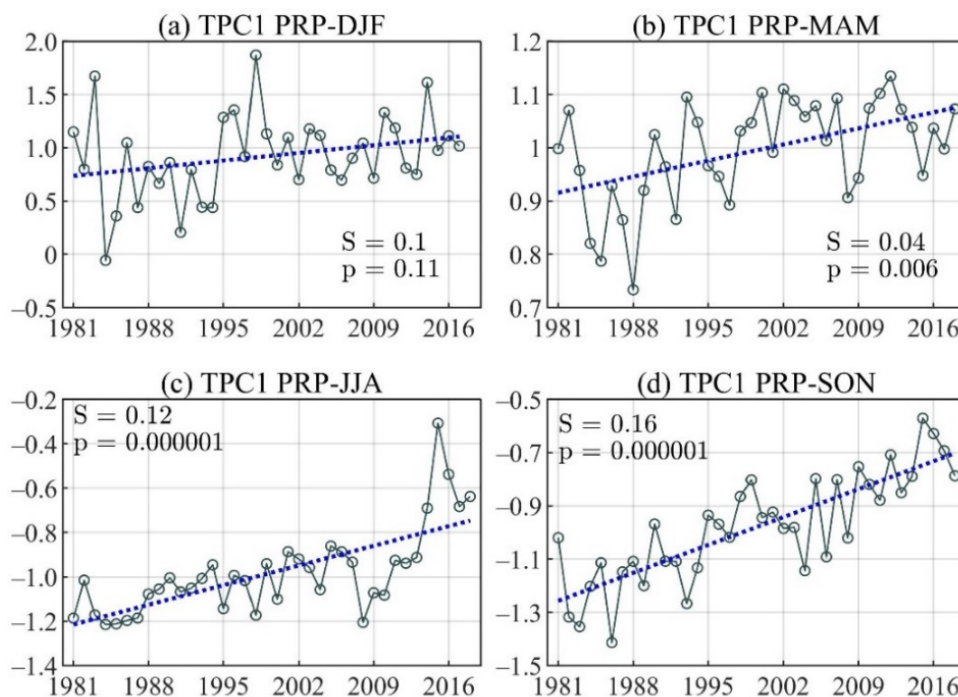 (a) TPC1 PRP-DJF
2.0
1.5
1.0
0.5
0
−0.5
S = 0.1
p = 0.11
1981 1988 1995 2002 2009 2016
(b) TPC1 PRP-MAM
1.2
1.1
1
0.9
0.8
0.7
S = 0.04
p = 0.006
1981 1988 1995 2002 2009 2016
(c) TPC1 PRP-JJA
−0.2
−0.4
−0.6
−0.8
−1.0
−1.2
−1.4
S = 0.12
p = 0.000001
1981 1988 1995 2002 2009 2016
(d) TPC1 PRP-SON
−0.5
−0.7
−0.9
−1.1
−1.3
−1.5
S = 0.16
p = 0.000001
1981 1988 1995 2002 2009 2016